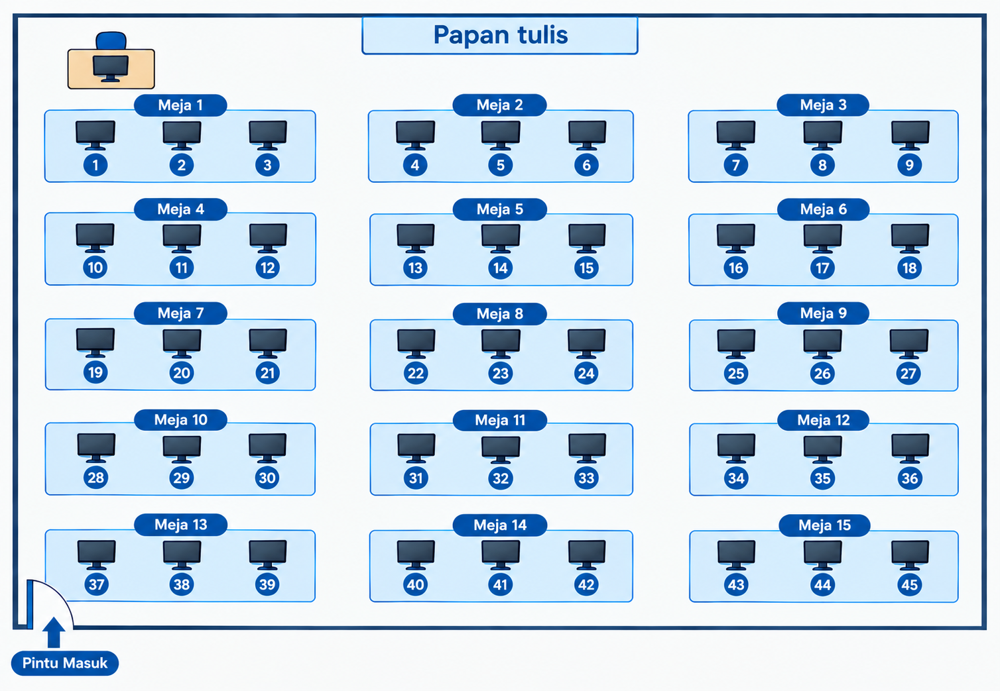 Papan tulis
Meja 1
Meja 2
Meja 3
1 2 3
4 5 6
7 8 9
Meja 4
Meja 5
Meja 6
10 11 12
13 14 15
16 17 18
Meja 7
Meja 8
Meja 9
19 20 21
22 23 24
25 26 27
Meja 10
Meja 11
Meja 12
28 29 30
31 32 33
34 35 36
Meja 13
Meja 14
Meja 15
37 38 39
40 41 42
43 44 45
Pintu Masuk